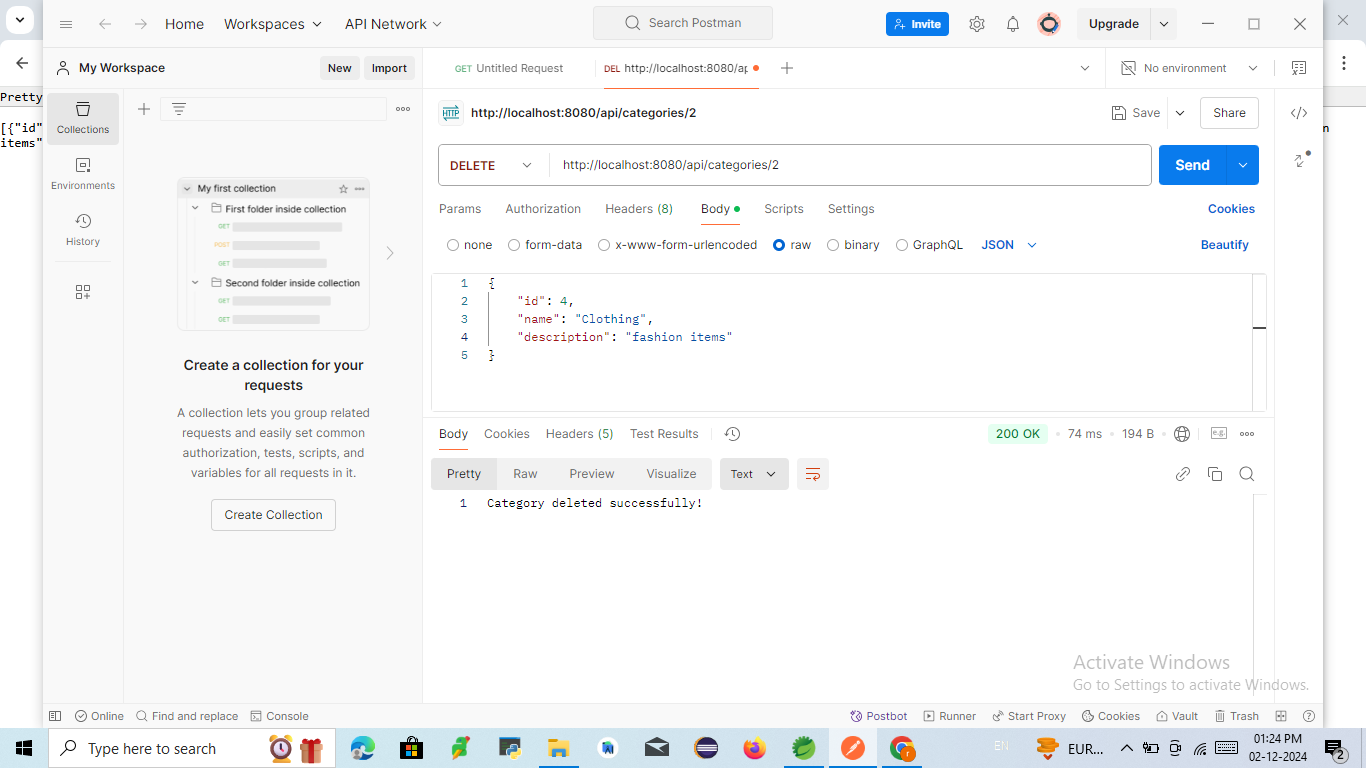 Home Workspaces API Network Search Postman Invite Upgrade
My Workspace New Import GET Untitled Request DEL http://localhost:8080/ap No environment
Pretty
[{"id"
items"
n
Collections
Environments
History
My first collection
First folder inside collection
GET
POST
GET
Second folder inside collection
GET
GET
Create a collection for your
requests
A collection lets you group related
requests and easily set common
authorization, tests, scripts, and
variables for all requests in it.
Create Collection
HTTP http://localhost:8080/api/categories/2 Save Share
DELETE http://localhost:8080/api/categories/2 Send
Params Authorization Headers (8) Body Scripts Settings Cookies
none form-data x-www-form-urlencoded raw binary GraphQL JSON Beautify
1 {
2 "id": 4,
3 "name": "Clothing",
4 "description": "fashion items"
5 }
Body Cookies Headers (5) Test Results 200 OK 74 ms 194 B e.g.
Pretty Raw Preview Visualize Text
1 Category deleted successfully!
Activate Windows
Go to Settings to activate Windows.
Online Find and replace Console Postbot Runner Start Proxy Cookies Vault Trash
Type here to search EN EUR... 01:24 PM
02-12-2024 2